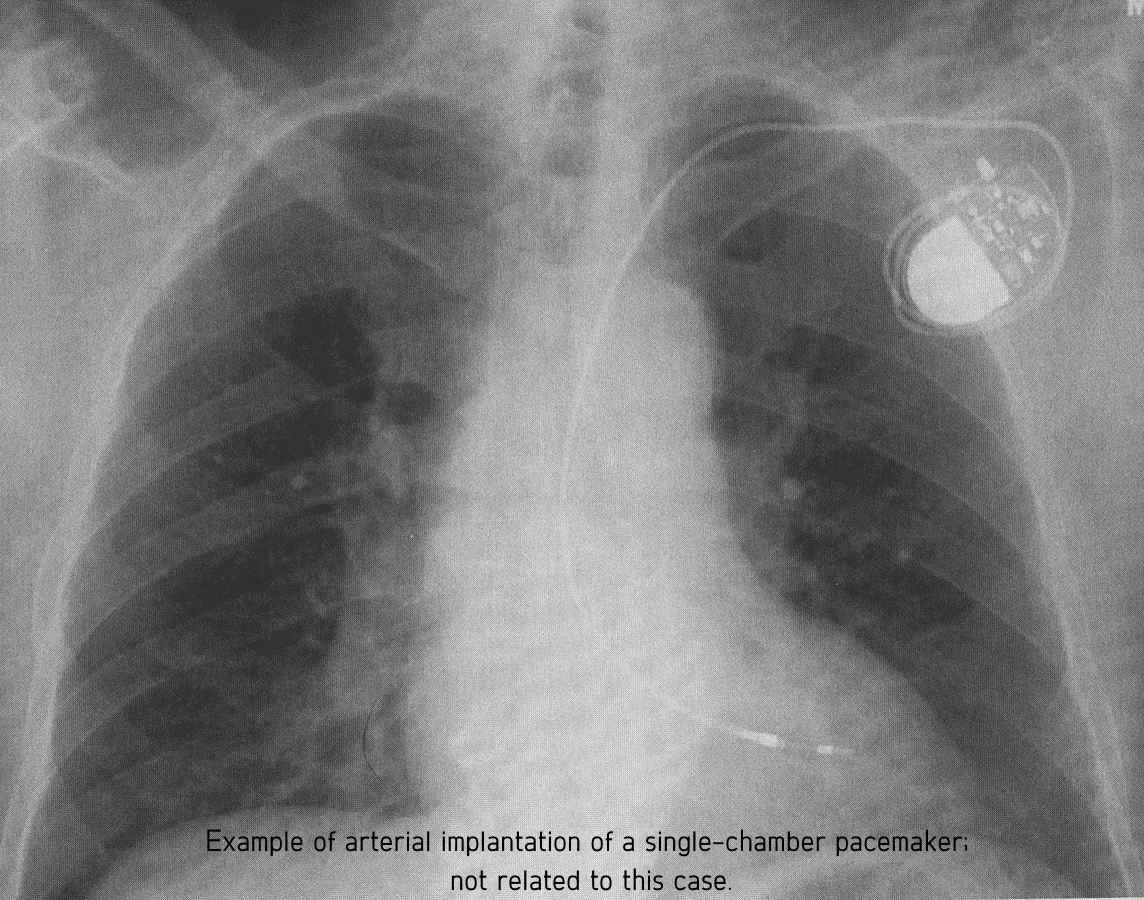 Example of arterial implantation of a single-chamber pacemaker;
not related to this case.